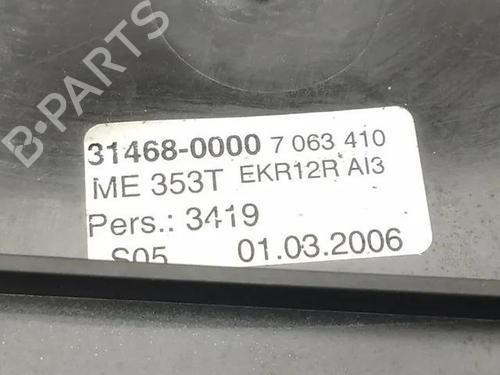 B-PARTS
31468-0000 7 063 410
ME 353T EKR12R AI3
Pers.: 3419
S05 01.03.2006